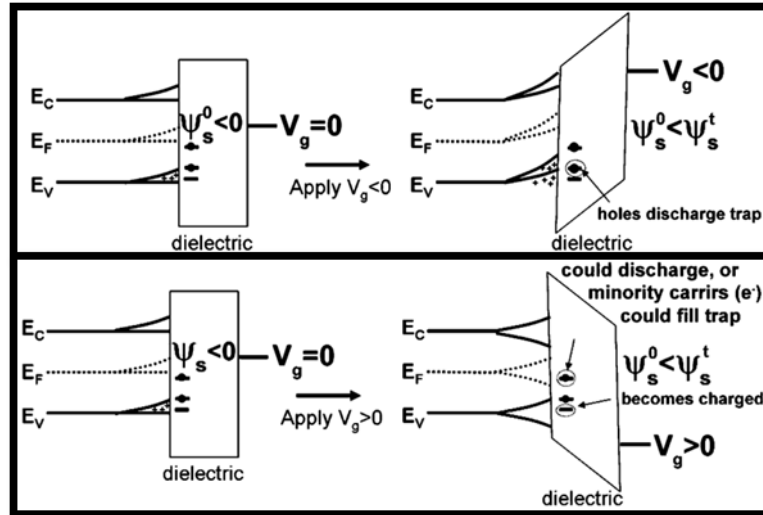 E_C
E_F
E_V
ψ_s^0<0
V_g=0
dielectric
Apply V_g<0
E_C
E_F
E_V
V_g<0
ψ_s^0<ψ_s^t
holes discharge trap
dielectric
E_C
E_F
E_V
ψ_s<0
V_g=0
dielectric
Apply V_g>0
could discharge, or
minority carrirs (e-)
could fill trap
E_C
E_F
E_V
ψ_s^0<ψ_s^t
becomes charged
V_g>0
dielectric